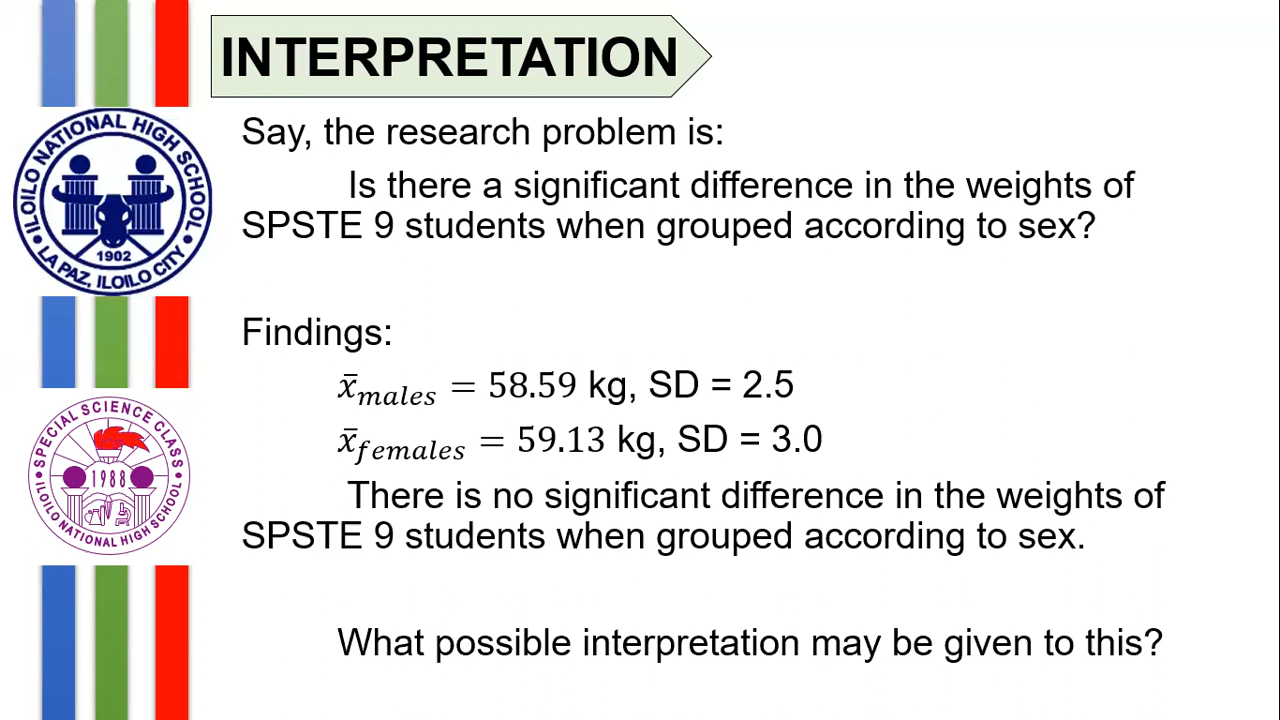 INTERPRETATION
Say, the research problem is:
Is there a significant difference in the weights of
SPSTE 9 students when grouped according to sex?
ILOILO NATIONAL HIGH SCHOOL
1902
LA PAZ, ILOILO CITY
Findings:
x̄males = 58.59 kg, SD = 2.5
x̄females = 59.13 kg, SD = 3.0
There is no significant difference in the weights of
SPSTE 9 students when grouped according to sex.
SPECIAL SCIENCE CLASS
1988
ILOILO NATIONAL HIGH SCHOOL
What possible interpretation may be given to this?